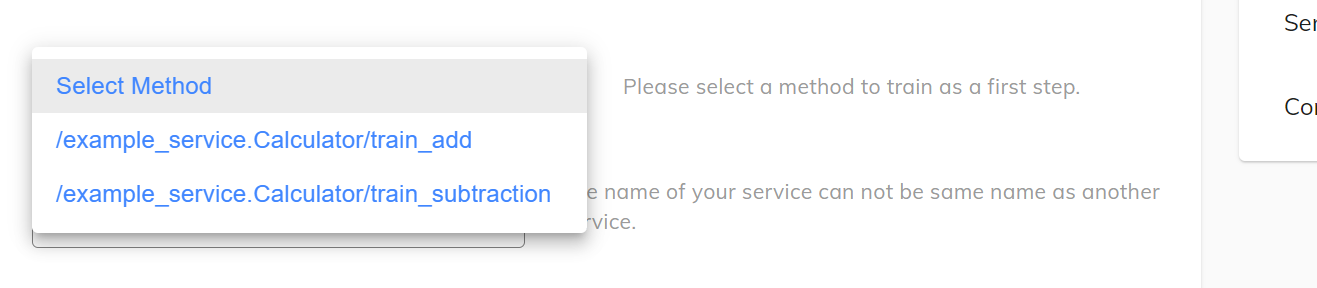 Select Method
Please select a method to train as a first step.
/example_service.Calculator/train_add
/example_service.Calculator/train_subtraction
name of your service can not be same name as another